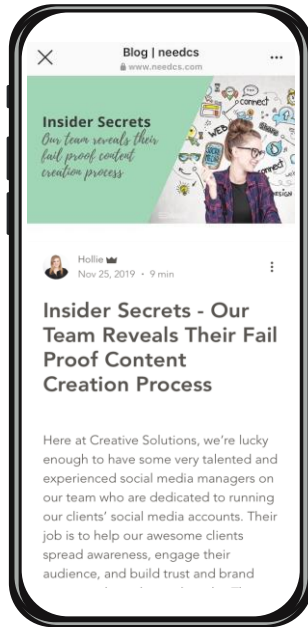 Blog | needcs
www.needcs.com
Insider Secrets
Our team reveals their
fail proof content
creation process
connect
WEB
Share
connect
DESIGN
Hollie
Nov 25, 2019 • 9 min
Insider Secrets - Our
Team Reveals Their Fail
Proof Content
Creation Process
Here at Creative Solutions, we’re lucky
enough to have some very talented and
experienced social media managers on
our team who are dedicated to running
our clients’ social media accounts. Their
job is to help our awesome clients
spread awareness, engage their
audience, and build trust and brand